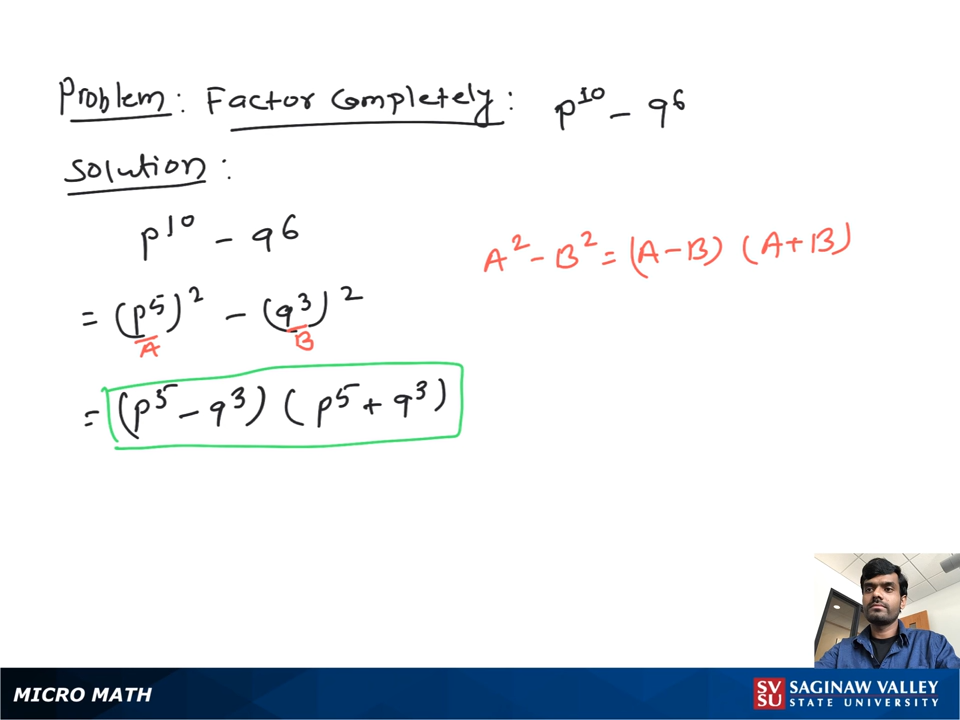 Problem: Factor Completely: p¹⁰ − q⁶
Solution:
p¹⁰ − q⁶
A² − B² = (A − B) (A + B)
= (p⁵)² − (q³)²
A B
= (p⁵ − q³) (p⁵ + q³)
MICRO MATH
SV SU SAGINAW VALLEY
STATE UNIVERSITY